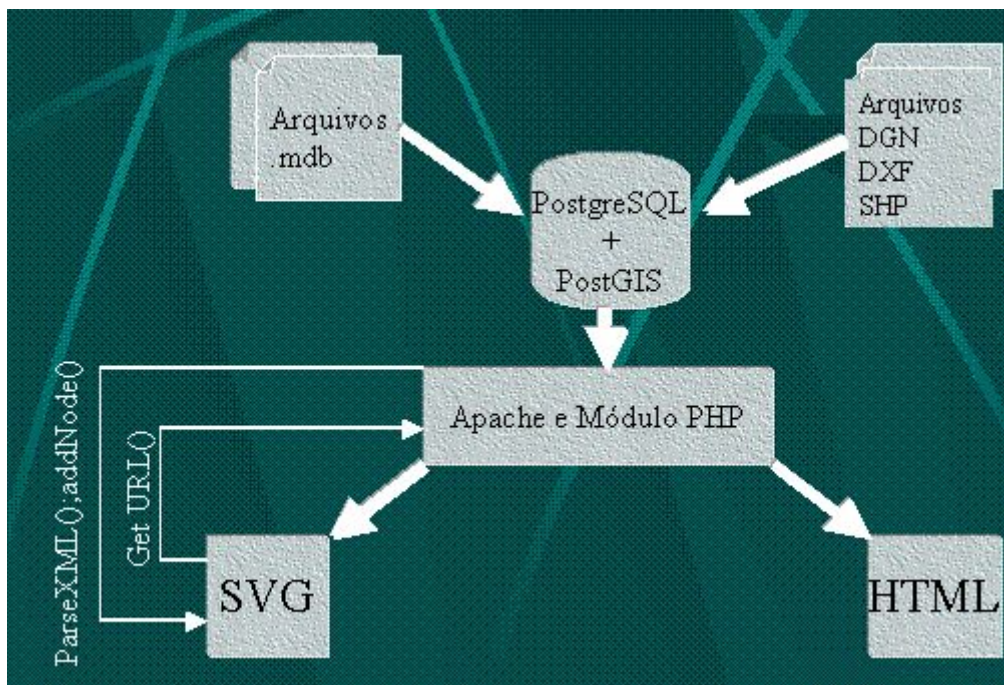 Arquivos
.mdb
Arquivos
DGN
DXF
SHP
PostgreSQL
+
PostGIS
Apache e Módulo PHP
ParseXML();addNode()
Get URL()
SVG
HTML